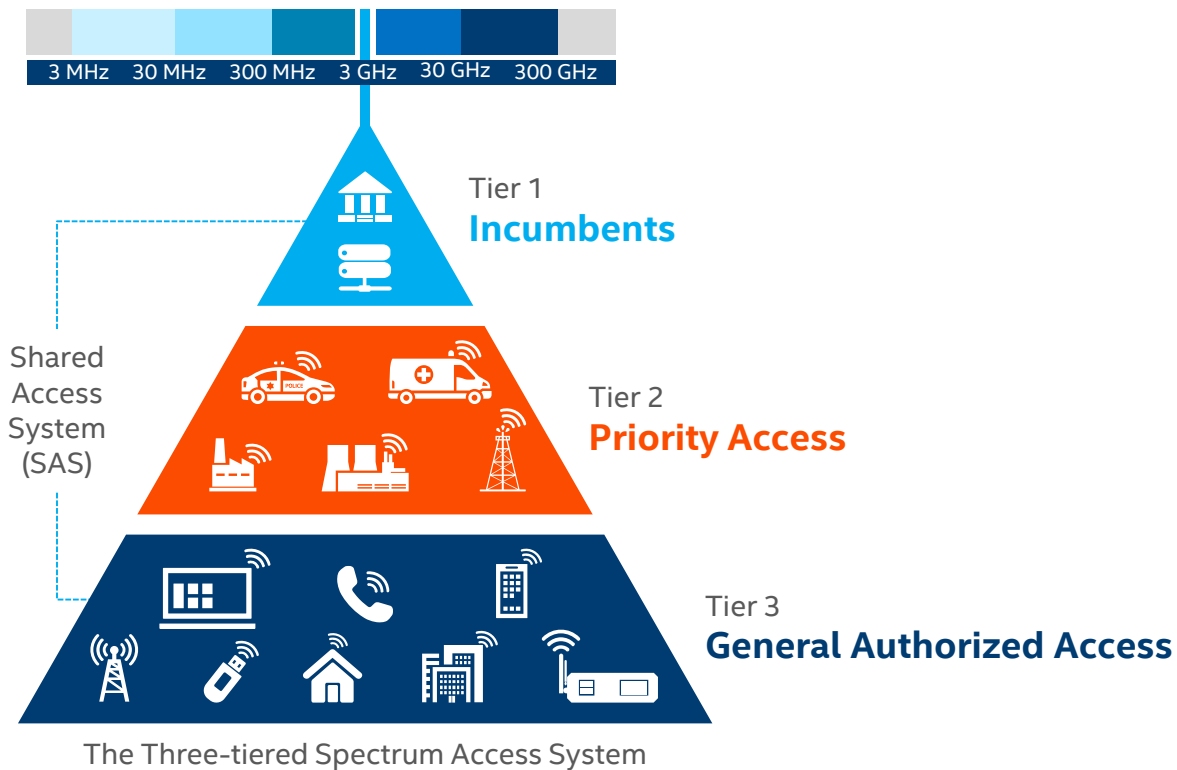 3 MHz 30 MHz 300 MHz 3 GHz 30 GHz 300 GHz
Tier 1
Incumbents
Shared
Access
System
(SAS)
POLICE
Tier 2
Priority Access
Tier 3
General Authorized Access
The Three-tiered Spectrum Access System